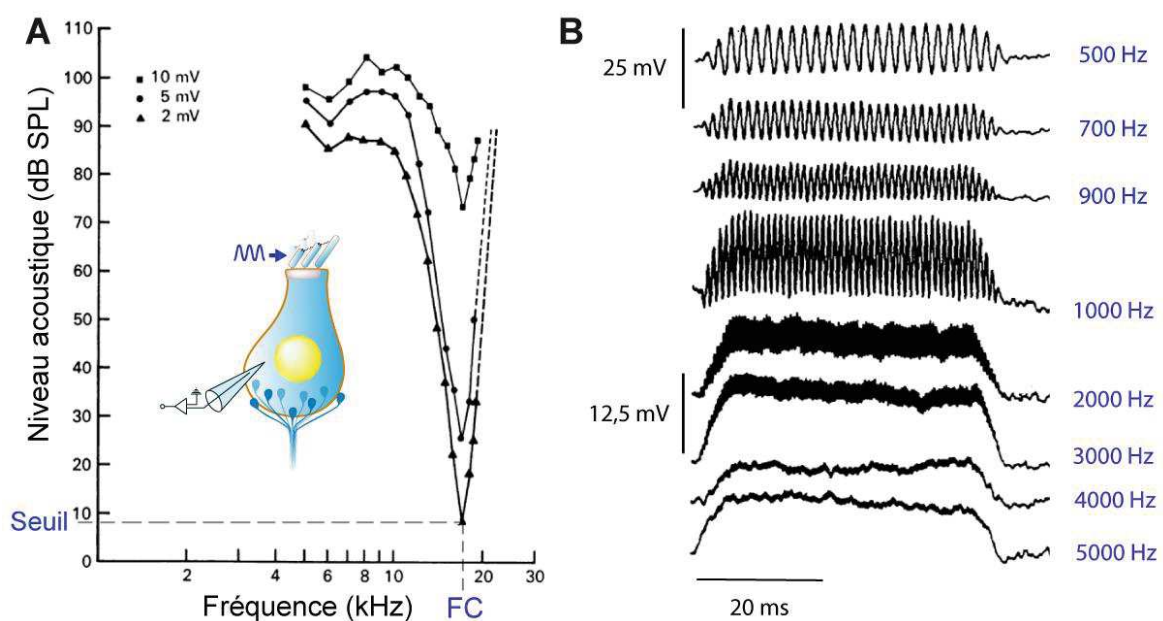 A
Niveau acoustique (dB SPL)
110
100
90
80
70
60
50
40
30
20
10
0
10 mV
5 mV
2 mV
Seuil
2
4
6
8
10
20
30
Fréquence (kHz)
FC
B
25 mV
12,5 mV
500 Hz
700 Hz
900 Hz
1000 Hz
2000 Hz
3000 Hz
4000 Hz
5000 Hz
20 ms